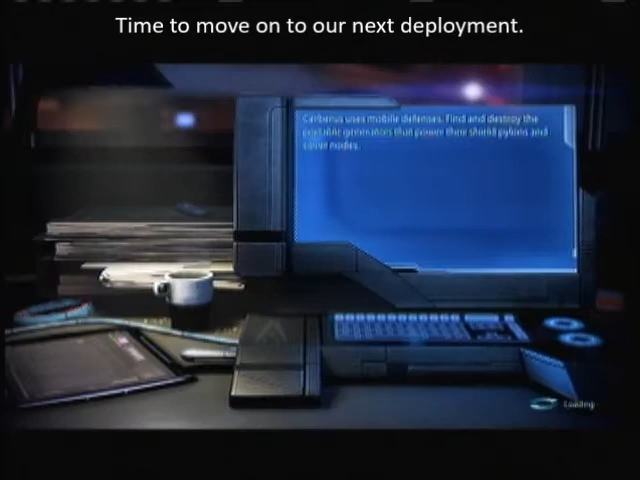 Time to move on to our next deployment.
Cerberus uses mobile defenses. Find and destroy the
portable generators that power their shield pylons and
cover nodes.
Loading